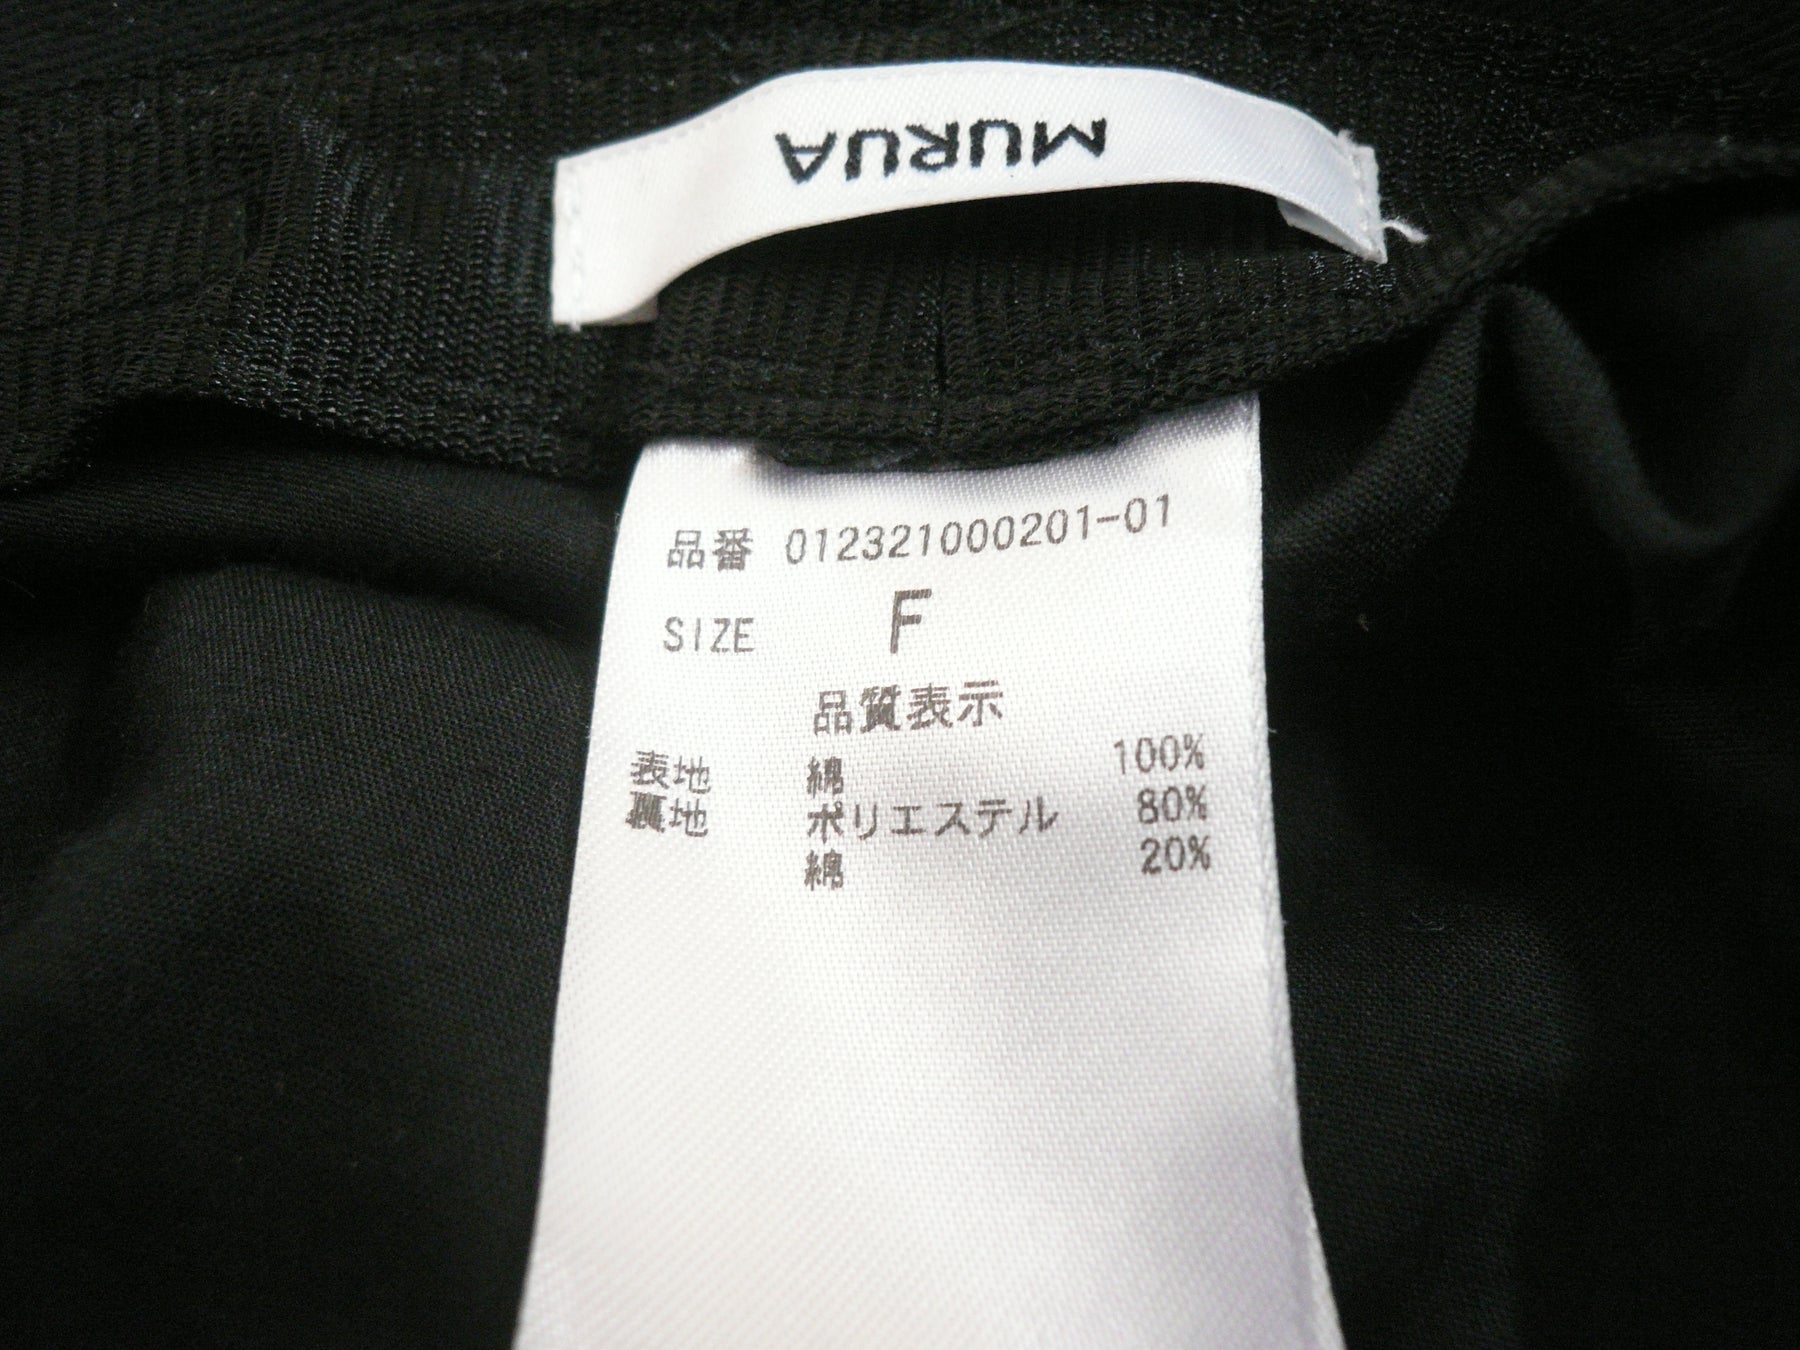 MURUA
品番 012321000201-01
SIZE F
品質表示
表地 綿 100%
裏地 ポリエステル 80%
綿 20%